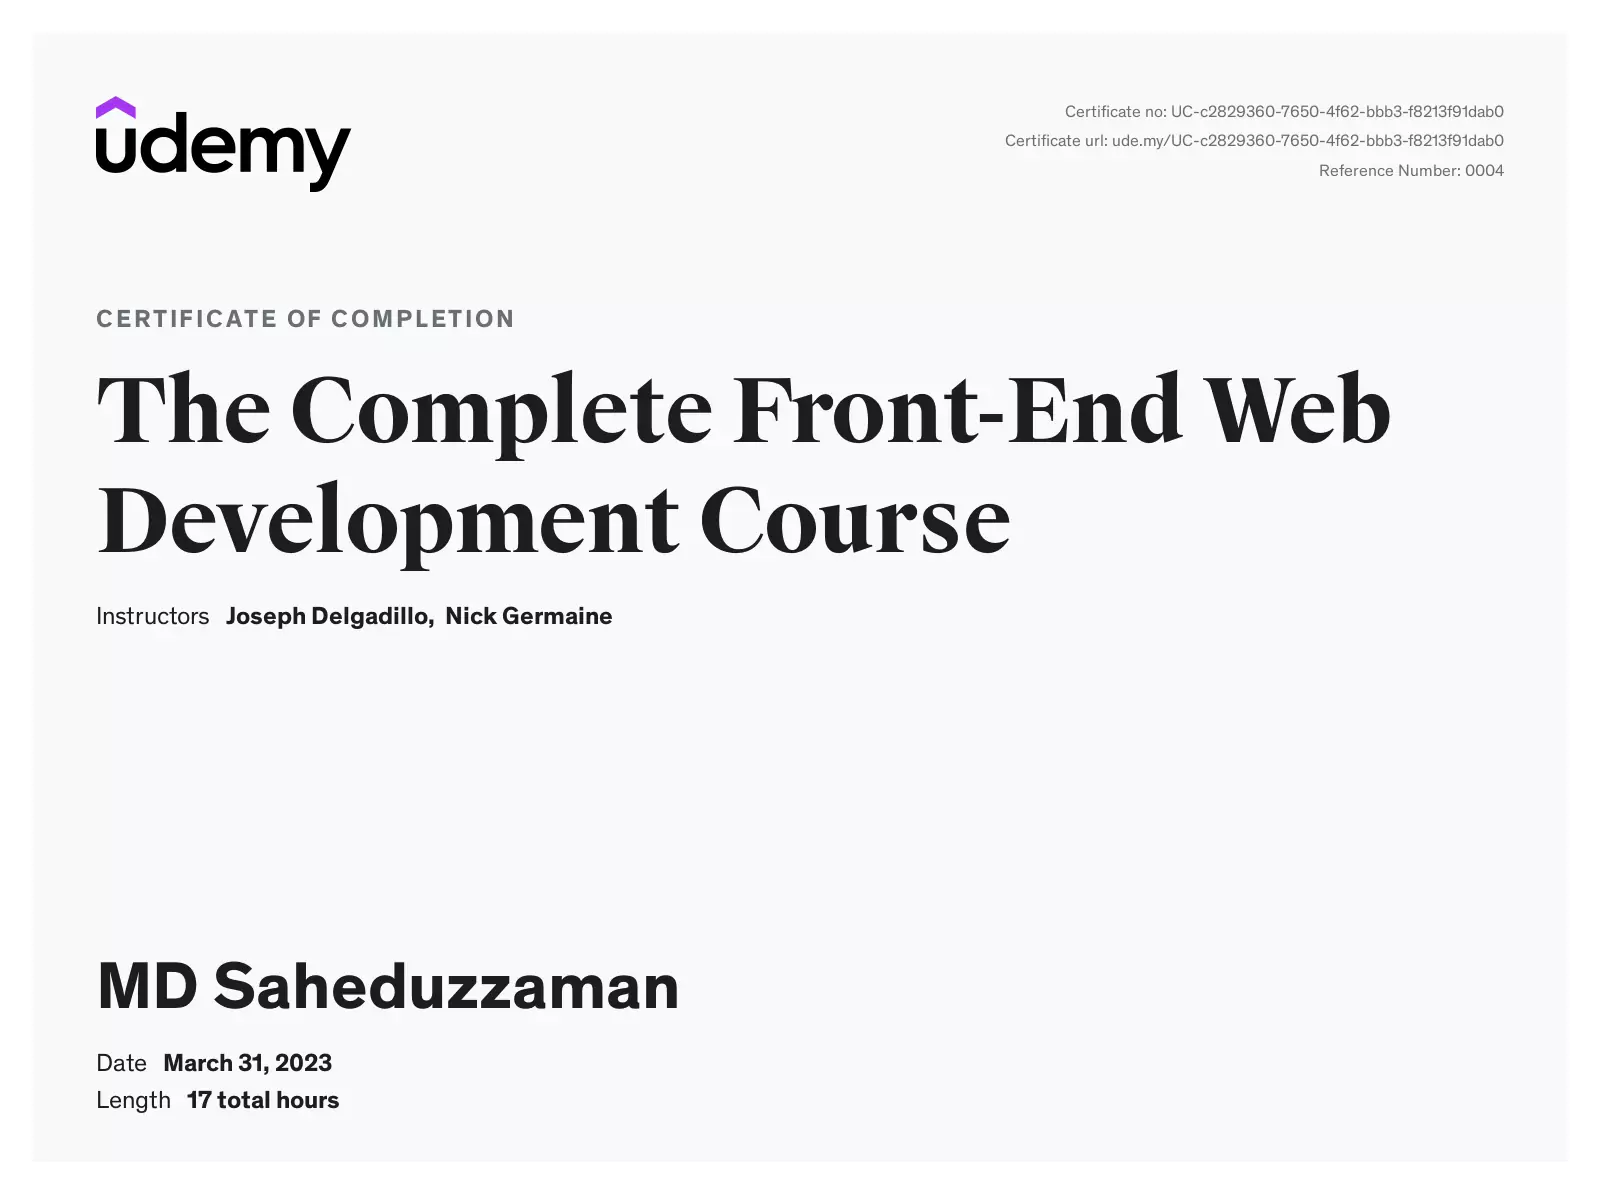 udemy
Certificate no: UC-c2829360-7650-4f62-bbb3-f8213f91dab0
Certificate url: ude.my/UC-c2829360-7650-4f62-bbb3-f8213f91dab0
Reference Number: 0004
CERTIFICATE OF COMPLETION
The Complete Front-End Web
Development Course
Instructors Joseph Delgadillo, Nick Germaine
MD Saheduzzaman
Date March 31, 2023
Length 17 total hours